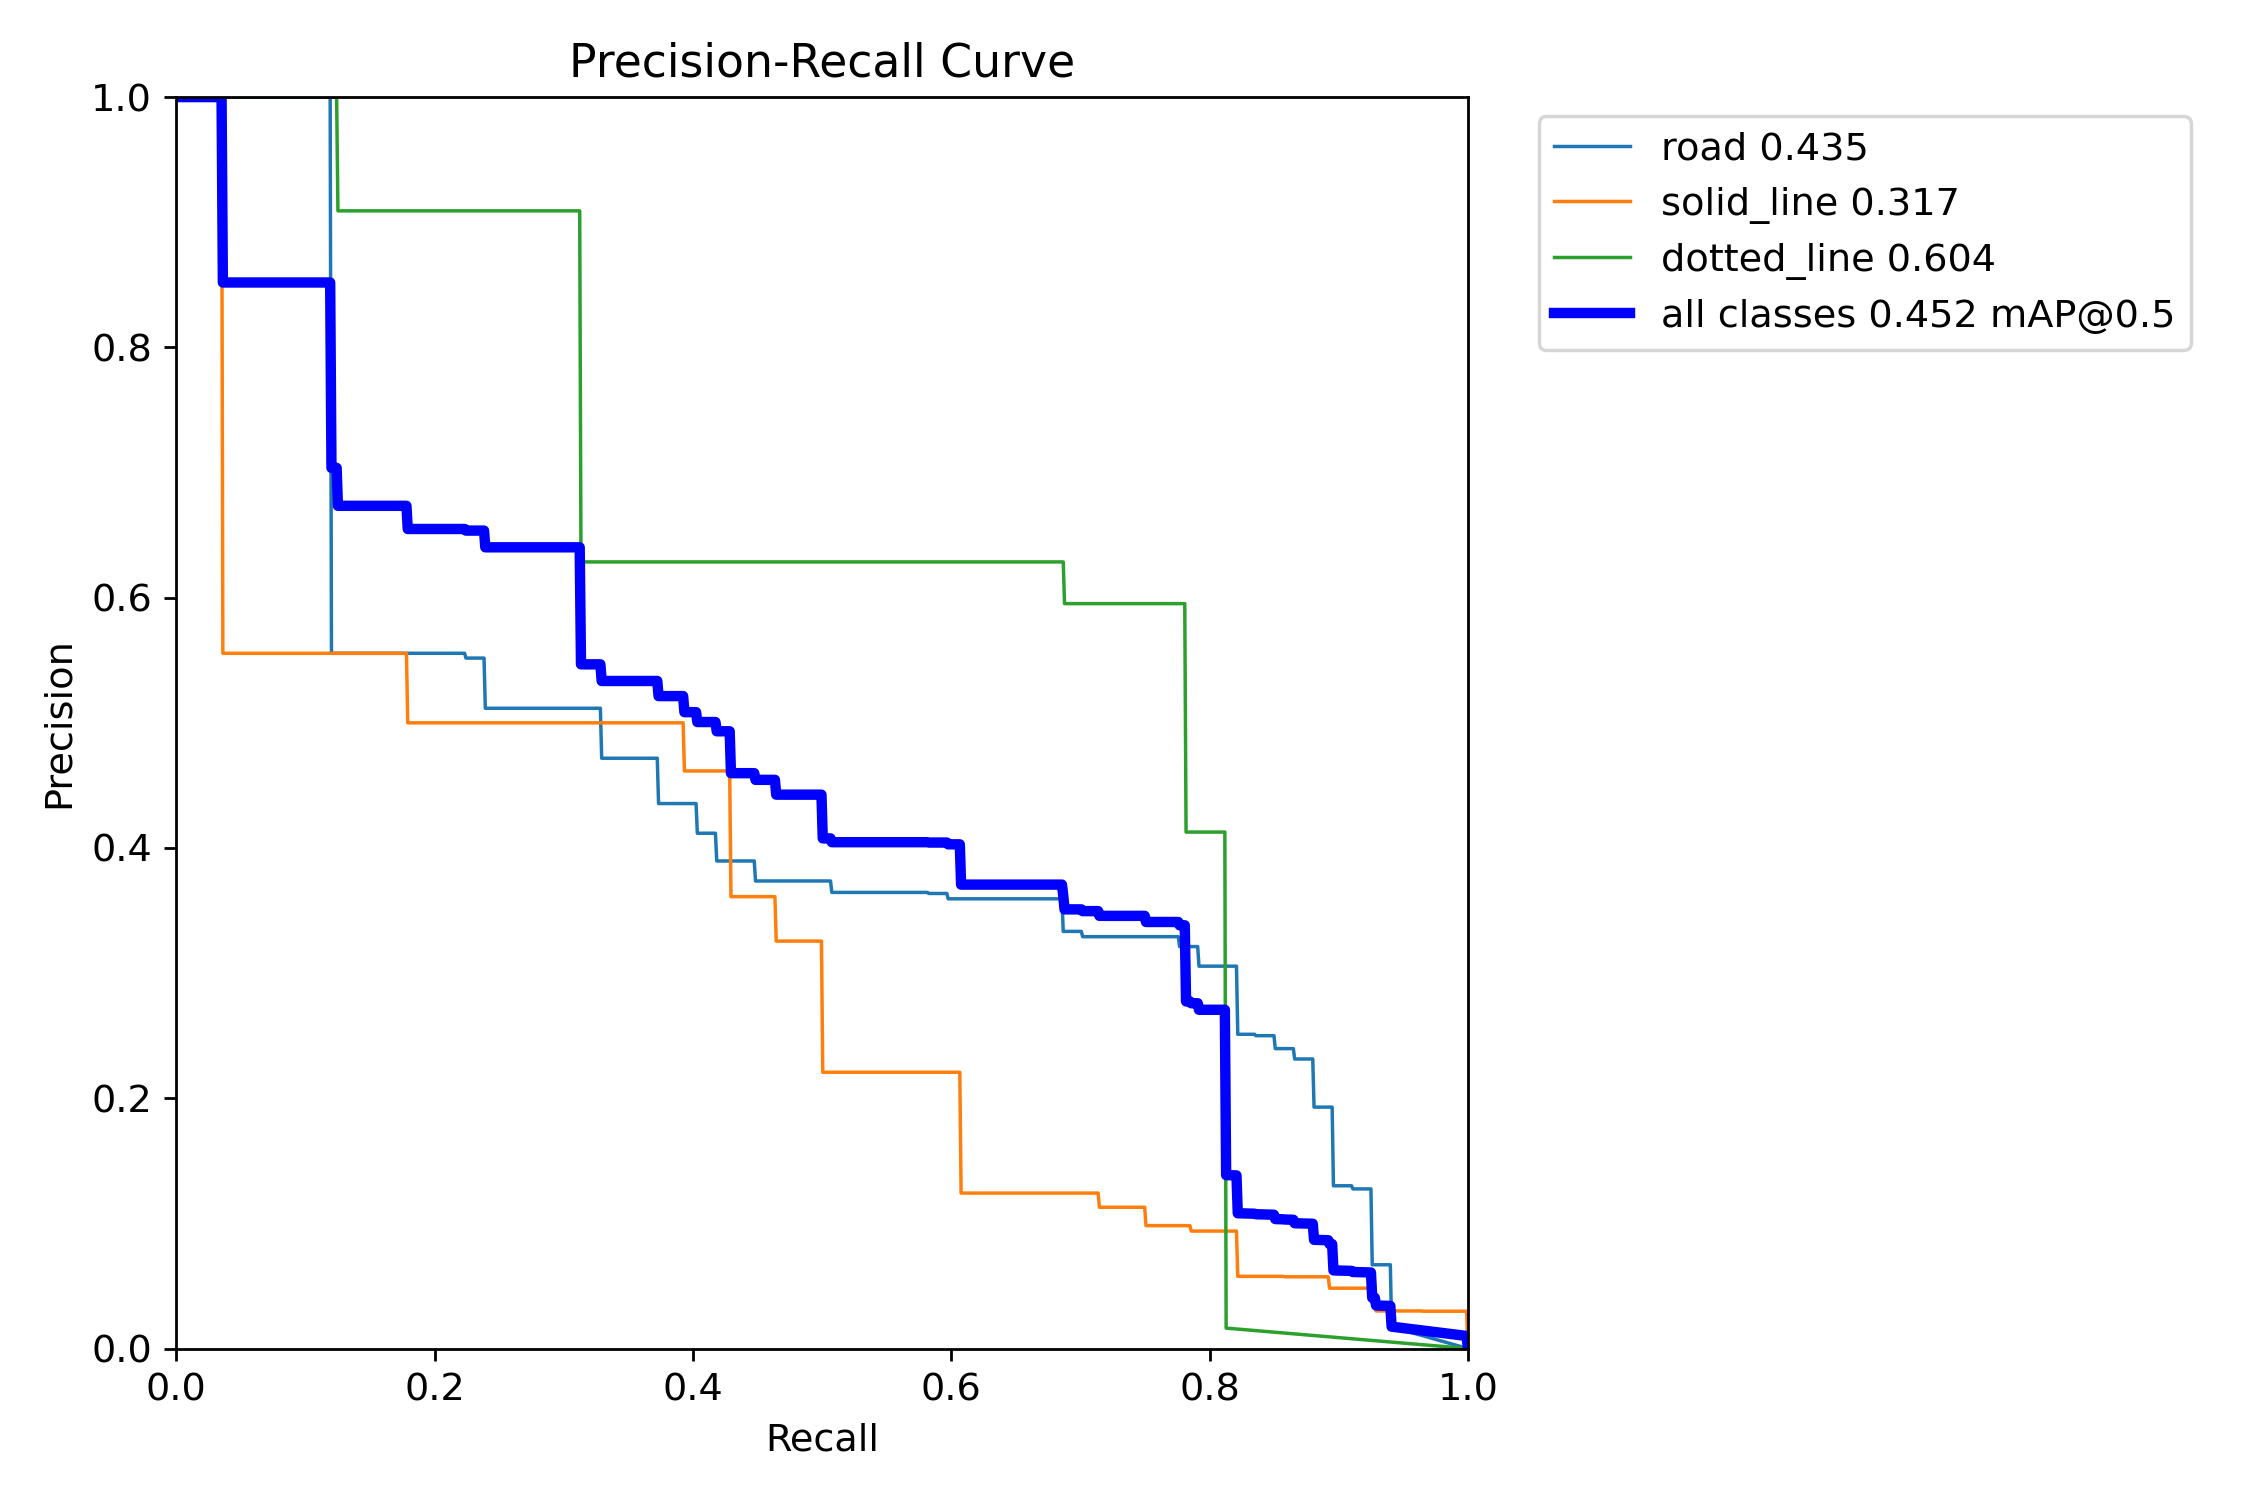 Precision-Recall Curve
1.0
0.8
0.6
0.4
0.2
0.0
Precision
0.0 0.2 0.4 0.6 0.8 1.0
Recall
road 0.435
solid_line 0.317
dotted_line 0.604
all classes 0.452 mAP@0.5